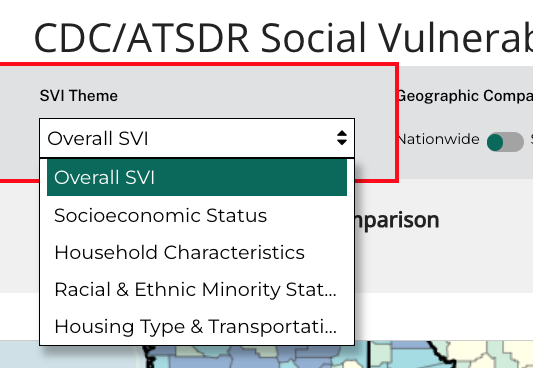 CDC/ATSDR Social Vulnerab
SVI Theme
Geographic Compa
Overall SVI
Nationwide
Overall SVI
Socioeconomic Status
mparison
Household Characteristics
Racial & Ethnic Minority Stat...
Housing Type & Transportati...